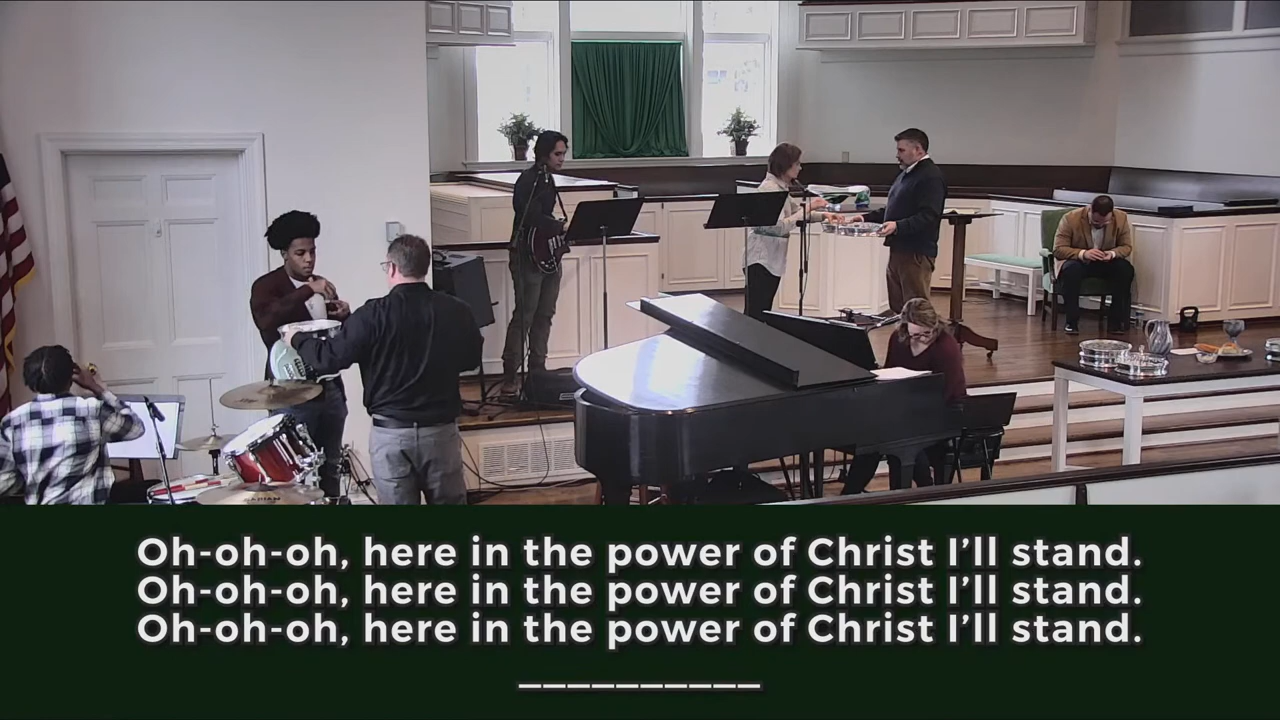 Oh-oh-oh, here in the power of Christ I’ll stand.
Oh-oh-oh, here in the power of Christ I’ll stand.
Oh-oh-oh, here in the power of Christ I’ll stand.
__________